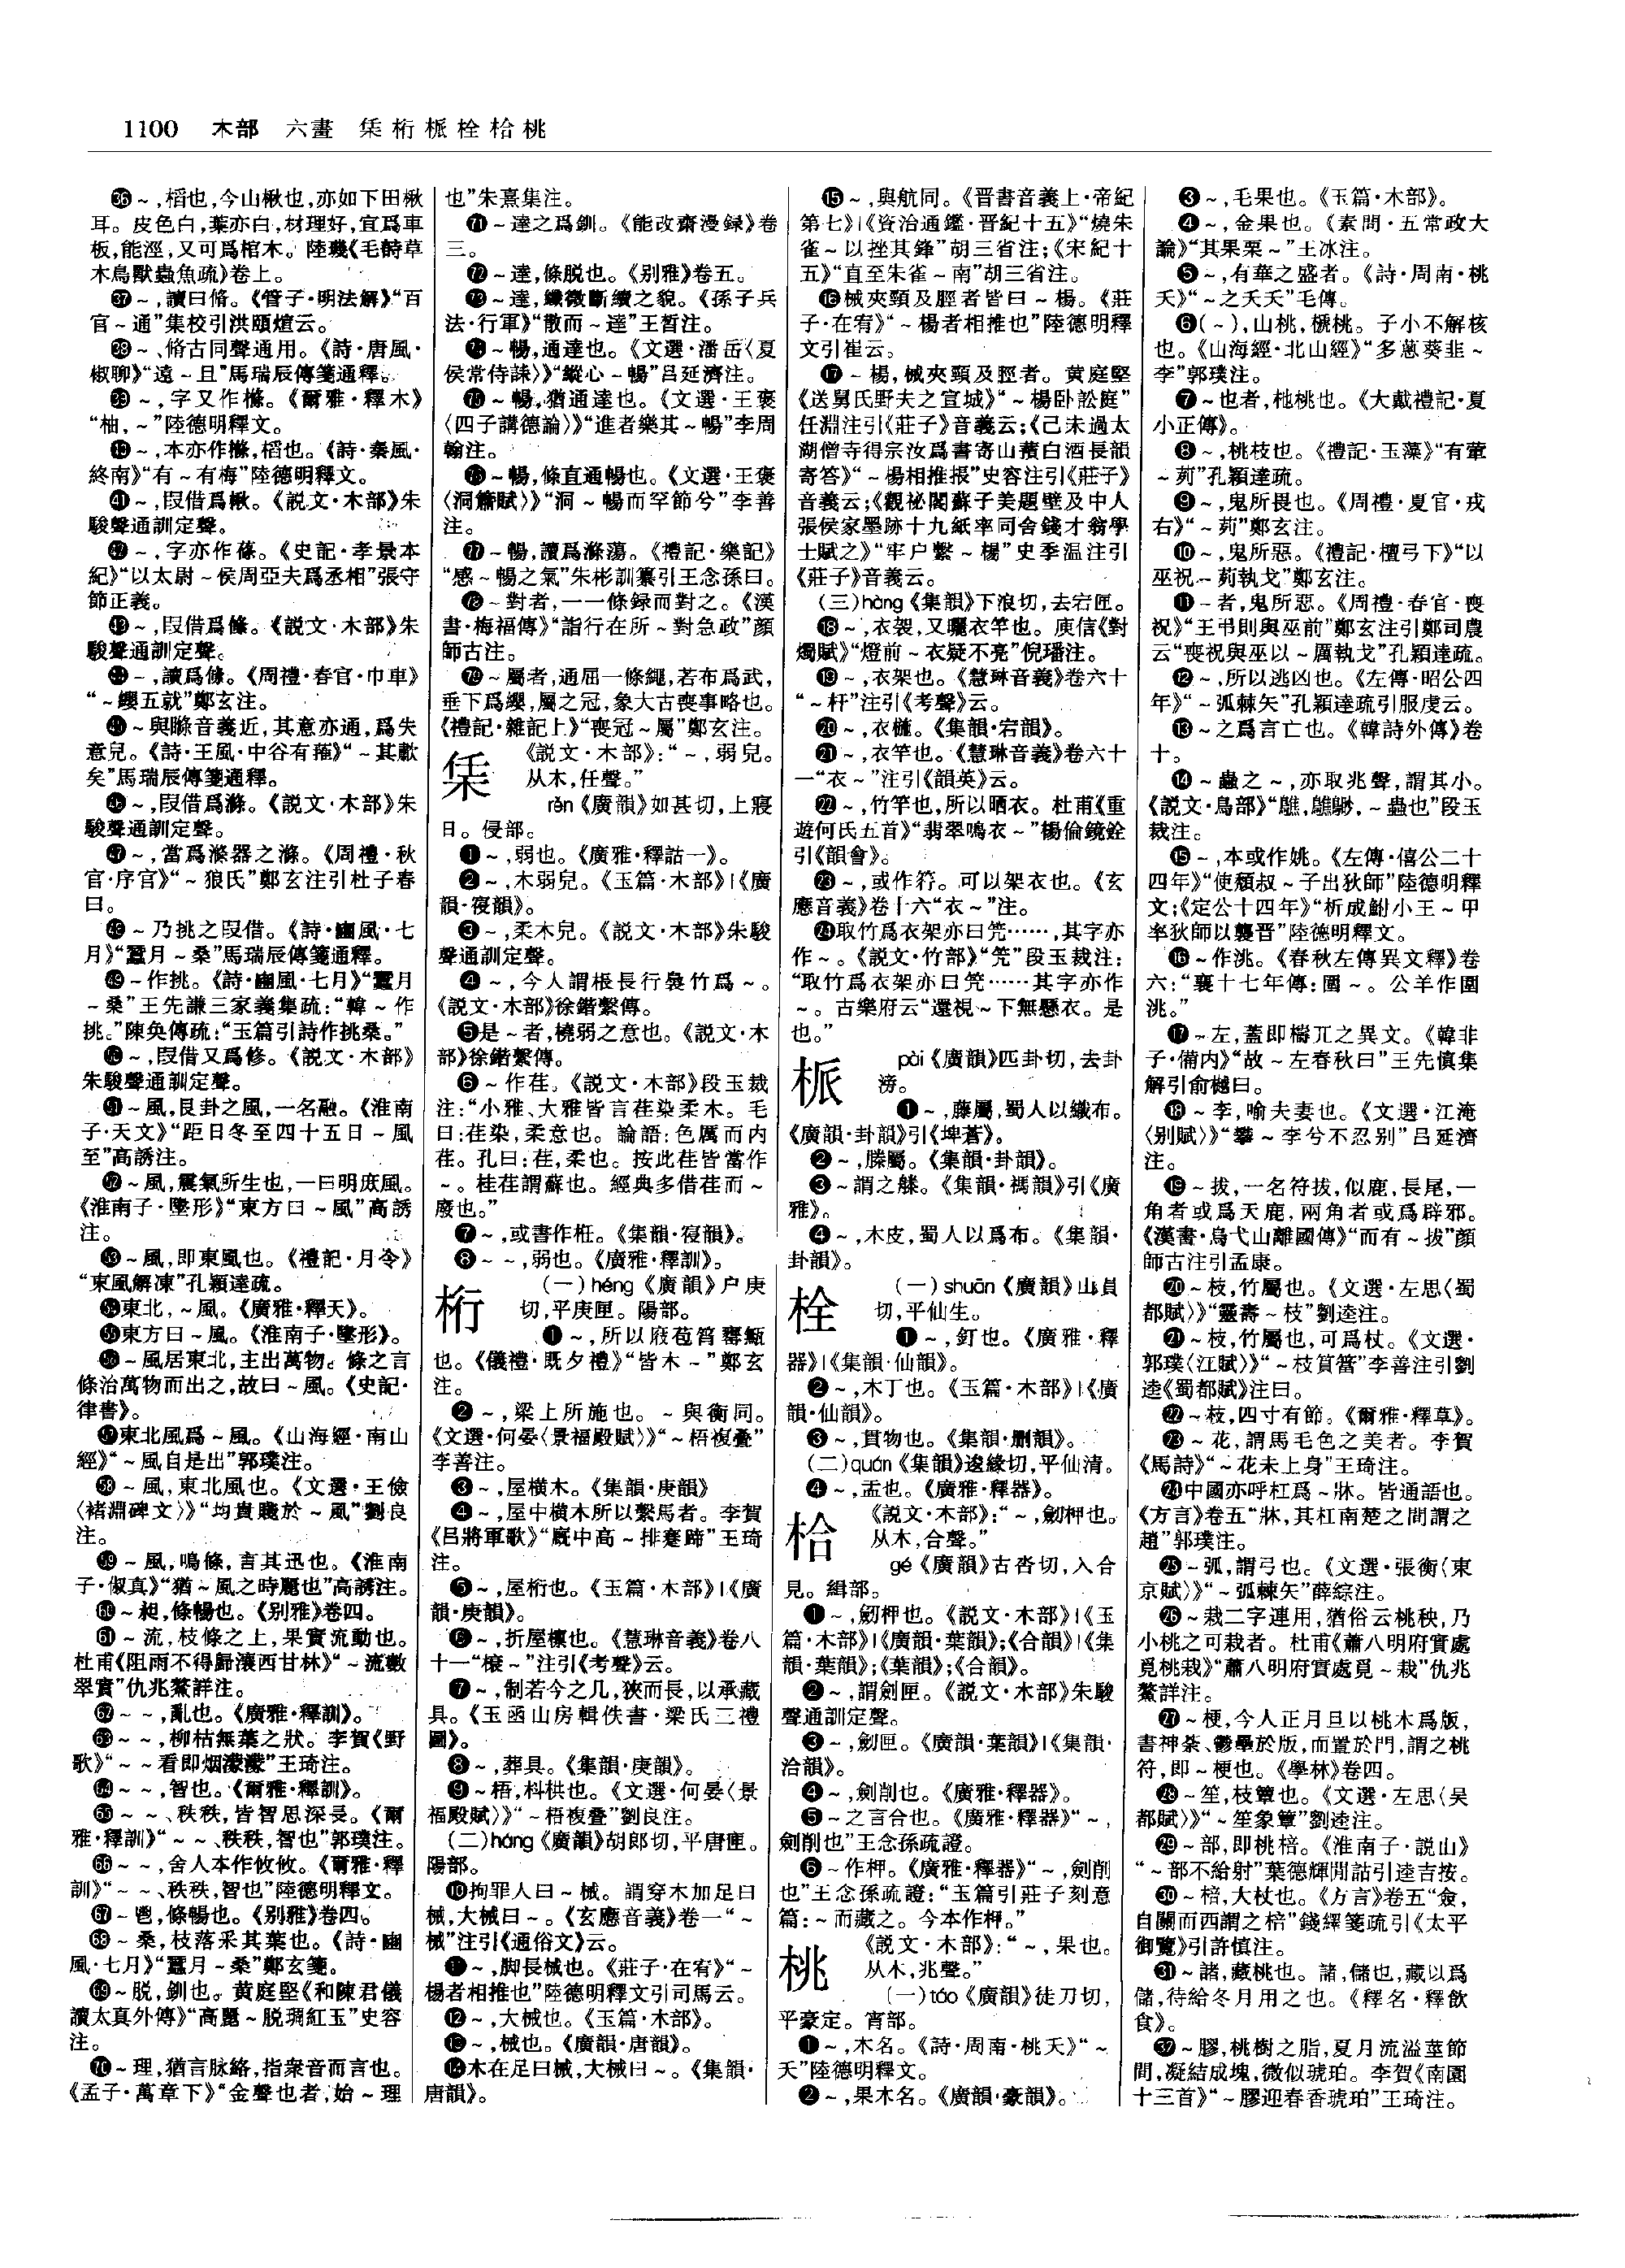 1100 木部 六畫 栠桁𣏟栓枱桃
㊱～,槄也,今山楸也,亦如下田楸
耳。皮色白,葉亦白,材理好,宜爲車
板,能溼,又可爲棺木。陸璣《毛詩草
木鳥獸蟲魚疏》卷上。
㊲～,讀曰脩。《管子·明法解》“百
官～通”集校引洪頤煊云。
㊳～、脩古同聲通用。《詩·唐風·
椒聊》“遠～且”馬瑞辰傳箋通釋。
㊴～,字又作樤。《爾雅·釋木》
“柚,～”陸德明釋文。
㊵～,本亦作樤,槄也。《詩·秦風·
終南》“有～有梅”陸德明釋文。
㊶～,叚借爲楸。《説文·木部》朱
駿聲通訓定聲。
㊷～,字亦作蓨。《史記·孝景本
紀》“以太尉～侯周亞夫爲丞相”張守
節正義。
㊸～,叚借爲鞗。《説文·木部》朱
駿聲通訓定聲。
㊹～,讀爲絛。《周禮·春官·巾車》
“～纓五就”鄭玄注。
㊺～與滌音義近,其意亦通,爲失
意皃。《詩·王風·中谷有蓷》“～其歗
矣”馬瑞辰傳箋通釋。
㊻～,叚借爲滌。《説文·木部》朱
駿聲通訓定聲。
㊼～,當爲滌器之滌。《周禮·秋
官·序官》“～狼氏”鄭玄注引杜子春
曰。
㊽～乃挑之叚借。《詩·豳風·七
月》“蠶月～桑”馬瑞辰傳箋通釋。
㊾～作挑。《詩·豳風·七月》“蠶月
～桑”王先謙三家義集疏:“韓～作
挑。”陳奐傳疏:“玉篇引詩作挑桑。”
㊿～,叚借又爲修。《説文·木部》
朱駿聲通訓定聲。
51～風,艮卦之風,一名融。《淮南
子·天文》“距日冬至四十五日～風
至”高誘注。
52～風,震氣所生也,一曰明庶風。
《淮南子·墬形》“東方曰～風”高誘
注。
53～風,即東風也。《禮記·月令》
“東風解凍”孔穎達疏。
54東北,～風。《廣雅·釋天》。
55東方曰～風。《淮南子·墬形》。
56～風居東北,主出萬物。條之言
條治萬物而出之,故曰～風。《史記·
律書》。
57東北風爲～風。《山海經·南山
經》“～風自是出”郭璞注。
58～風,東北風也。《文選·王儉
〈褚淵碑文〉》“均貴賤於～風”劉良
注。
59～風,鳴條,言其迅也。《淮南
子·俶真》“猶～風之時麗也”高誘注。
60～昶,條暢也。《别雅》卷四。
61～流,枝條之上,果實流動也。
杜甫《阻雨不得歸瀼西甘林》“～流數
翠實”仇兆鰲詳注。
62～～,亂也。《廣雅·釋訓》。
63～～,柳枯無葉之狀。李賀《野
歌》“～～看即烟濛濛”王琦注。
64～～,智也。《爾雅·釋訓》。
65～～、秩秩,皆智思深長。《爾
雅·釋訓》“～～、秩秩,智也”郭璞注。
66～～,舍人本作攸攸。《爾雅·釋
訓》“～～、秩秩,智也”陸德明釋文。
67～鬯,條暢也。《别雅》卷四。
68～桑,枝落采其葉也。《詩·豳
風·七月》“蠶月～桑”鄭玄箋。
69～脱,釧也。黄庭堅《和陳君儀
讀太真外傳》“高麗～脱琱紅玉”史容
注。
70～理,猶言脉絡,指衆音而言也。
《孟子·萬章下》“金聲也者,始～理
也”朱熹集注。
71～達之爲釧。《能改齋漫録》卷
三。
72～達,條脱也。《别雅》卷五。
73～達,纖微斷續之貌。《孫子兵
法·行軍》“散而～達”王晳注。
74～暢,通達也。《文選·潘岳〈夏
侯常侍誄〉》“縱心～暢”吕延濟注。
75～暢,猶通達也。《文選·王褒
〈四子講德論〉》“進者樂其～暢”李周
翰注。
76～暢,條直通暢也。《文選·王褒
〈洞簫賦〉》“洞～暢而罕節兮”李善
注。
77～暢,讀爲滌蕩。《禮記·樂記》
“感～暢之氣”朱彬訓纂引王念孫曰。
78～對者,一一條録而對之。《漢
書·梅福傳》“詣行在所～對急政”顔
師古注。
79～屬者,通屈一條繩,若布爲武,
垂下爲纓,屬之冠,象大古喪事略也。
《禮記·雜記上》“喪冠～屬”鄭玄注。
栠 《説文·木部》:“～,弱皃。
从木,任聲。”
rěn《廣韻》如甚切,上寑
日。侵部。
❶～,弱也。《廣雅·釋詁一》。
❷～,木弱皃。《玉篇·木部》|《廣
韻·寑韻》。
❸～,柔木皃。《説文·木部》朱駿
聲通訓定聲。
❹～,今人謂棖長行裊竹爲～。
《説文·木部》徐鍇繫傳。
❺是～者,橈弱之意也。《説文·木
部》徐鍇繫傳。
❻～作荏。《説文·木部》段玉裁
注:“小雅、大雅皆言荏染柔木。毛
曰:荏染,柔意也。論語:色厲而内
荏。孔曰:荏,柔也。按此荏皆當作
～。桂荏謂蘇也。經典多借荏而～
廢也。”
❼～,或書作栣。《集韻·寑韻》。
❽～～,弱也。《廣雅·釋訓》。
桁 (一)héng《廣韻》户庚
切,平庚匣。陽部。
❶～,所以庪苞筲罋甒
也。《儀禮·既夕禮》“皆木～”鄭玄
注。
❷～,梁上所施也。～與衡同。
《文選·何晏〈景福殿賦〉》“～梧複疊”
李善注。
❸～,屋横木。《集韻·庚韻》
❹～,屋中横木所以繫馬者。李賀
《吕將軍歌》“廄中高～排蹇蹄”王琦
注。
❺～,屋桁也。《玉篇·木部》|《廣
韻·庚韻》。
❻～,折屋檩也。《慧琳音義》卷八
十一“榱～”注引《考聲》云。
❼～,制若今之几,狹而長,以承藏
具。《玉函山房輯佚書·梁氏三禮
圖》。
❽～,葬具。《集韻·庚韻》。
❾～梧,枓栱也。《文選·何晏〈景
福殿賦〉》“～梧複疊”劉良注。
(二)háng《廣韻》胡郎切,平唐匣。
陽部。
❿拘罪人曰～械。謂穿木加足曰
械,大械曰～。《玄應音義》卷一“～
械”注引《通俗文》云。
⓫～,脚長械也。《莊子·在宥》“～
楊者相推也”陸德明釋文引司馬云。
⓬～,大械也。《玉篇·木部》。
⓭～,械也。《廣韻·唐韻》。
⓮木在足曰械,大械曰～。《集韻·
唐韻》。
⓯～,與航同。《晋書音義上·帝紀
第七》|《資治通鑑·晋紀十五》“燒朱
雀～以挫其鋒”胡三省注;《宋紀十
五》“直至朱雀～南”胡三省注。
⓰械夾頸及脛者皆曰～楊。《莊
子·在宥》“～楊者相推也”陸德明釋
文引崔云。
⓱～楊,械夾頸及脛者。黄庭堅
《送舅氏野夫之宣城》“～楊卧訟庭”
任淵注引《莊子》音義云;《己未過太
湖僧寺得宗汝爲書寄山蕷白酒長韻
寄答》“～楊相推挋”史容注引《莊子》
音義云;《觀祕閣蘇子美題壁及中人
張侯家墨跡十九紙率同舍錢才翁學
士賦之》“牢户繫～楊”史季温注引
《莊子》音義云。
(三)hàng《集韻》下浪切,去宕匣。
⓲～,衣袈,又曬衣竿也。庾信《對
燭賦》“燈前～衣疑不亮”倪璠注。
⓳～,衣架也。《慧琳音義》卷六十
“～杆”注引《考聲》云。
⓴～,衣椸。《集韻·宕韻》。
㉑～,衣竿也。《慧琳音義》卷六十
一“衣～”注引《韻英》云。
㉒～,竹竿也,所以晒衣。杜甫《重
遊何氏五首》“翡翠鳴衣～”楊倫鏡銓
引《韻會》。
㉓～,或作筕。可以架衣也。《玄
應音義》卷十六“衣～”注。
㉔取竹爲衣架亦曰笐……,其字亦
作～。《説文·竹部》“笐”段玉裁注:
“取竹爲衣架亦曰笐……其字亦作
～。古樂府云“還視～下無懸衣。是
也。”
𣏟 pài《廣韻》匹卦切,去卦
滂。
❶～,藤屬,蜀人以織布。
《廣韻·卦韻》引《埤蒼》。
❷～,縢屬。《集韻·卦韻》。
❸～謂之䑯。《集韻·禡韻》引《廣
雅》。
❹～,木皮,蜀人以爲布。《集韻·
卦韻》。
栓 (一)shuān《廣韻》山員
切,平仙生。
❶～,釘也。《廣雅·釋
器》|《集韻·仙韻》。
❷～,木丁也。《玉篇·木部》|《廣
韻·仙韻》。
❸～,貫物也。《集韻·删韻》。
(二)quán《集韻》逡緣切,平仙清。
❹～,盂也。《廣雅·釋器》。
枱 《説文·木部》:“～,劒柙也。
从木,合聲。”
gé《廣韻》古沓切,入合
見。緝部。
❶～,劒柙也。《説文·木部》|《玉
篇·木部》|《廣韻·葉韻》;《合韻》|《集
韻·葉韻》;《葉韻》;《合韻》。
❷～,謂劍匣。《説文·木部》朱駿
聲通訓定聲。
❸～,劒匣。《廣韻·葉韻》|《集韻·
洽韻》。
❹～,劍削也。《廣雅·釋器》。
❺～之言合也。《廣雅·釋器》“～,
劍削也”王念孫疏證。
❻～作柙。《廣雅·釋器》“～,劍削
也”王念孫疏證:“玉篇引莊子刻意
篇:～而藏之。今本作柙。”
桃 《説文·木部》:“～,果也。
从木,兆聲。”
(一)táo《廣韻》徒刀切,
平豪定。宵部。
❶～,木名。《詩·周南·桃夭》“～
夭”陸德明釋文。
❷～,果木名。《廣韻·豪韻》。
❸～,毛果也。《玉篇·木部》。
❹～,金果也。《素問·五常政大
論》“其果栗～”王冰注。
❺～,有華之盛者。《詩·周南·桃
夭》“～之夭夭”毛傳。
❻(～),山桃,榹桃。子小不解核
也。《山海經·北山經》“多葱葵韭～
李”郭璞注。
❼～也者,杝桃也。《大戴禮記·夏
小正傳》。
❽～,桃枝也。《禮記·玉藻》“有葷
～茢”孔穎達疏。
❾～,鬼所畏也。《周禮·夏官·戎
右》“～茢”鄭玄注。
❿～,鬼所惡。《禮記·檀弓下》“以
巫祝～茢執戈”鄭玄注。
⓫～者,鬼所惡。《周禮·春官·喪
祝》“王弔則與巫前”鄭玄注引鄭司農
云“喪祝與巫以～厲執戈”孔穎達疏。
⓬～,所以逃凶也。《左傳·昭公四
年》“～弧棘矢”孔穎達疏引服虔云。
⓭～之爲言亡也。《韓詩外傳》卷
十。
⓮～蟲之～,亦取兆聲,謂其小。
《説文·鳥部》“鷦,鷦䳟,～蟲也”段玉
裁注。
⓯～,本或作姚。《左傳·僖公二十
四年》“使頽叔～子出狄師”陸德明釋
文;《定公十四年》“析成鮒小王～甲
率狄師以襲晋”陸德明釋文。
⓰～作洮。《春秋左傳異文釋》卷
六:“襄十七年傳:圍～。公羊作圍
洮。”
⓱～左,蓋即檮兀之異文。《韓非
子·備内》“故～左春秋曰”王先慎集
解引俞樾曰。
⓲～李,喻夫妻也。《文選·江淹
〈别賦〉》“攀～李兮不忍别”吕延濟
注。
⓳～拔,一名符拔,似鹿,長尾,一
角者或爲天鹿,兩角者或爲辟邪。
《漢書·烏弋山離國傳》“而有～拔”顔
師古注引孟康。
⓴～枝,竹屬也。《文選·左思〈蜀
都賦〉》“靈壽～枝”劉逵注。
㉑～枝,竹屬也,可爲杖。《文選·
郭璞〈江賦〉》“～枝篔簹”李善注引劉
逵《蜀都賦》注曰。
㉒～枝,四寸有節。《爾雅·釋草》。
㉓～花,謂馬毛色之美者。李賀
《馬詩》“～花未上身”王琦注。
㉔中國亦呼杠爲～牀。皆通語也。
《方言》卷五“牀,其杠南楚之間謂之
趙”郭璞注。
㉕～弧,謂弓也。《文選·張衡〈東
京賦〉》“～弧棘矢”薛綜注。
㉖～栽二字連用,猶俗云桃秧,乃
小桃之可栽者。杜甫《蕭八明府實處
覓桃栽》“蕭八明府實處覓～栽”仇兆
鰲詳注。
㉗～梗,今人正月旦以桃木爲版,
書神荼、鬱壘於版,而置於門,謂之桃
符,即～梗也。《學林》卷四。
㉘～笙,枝簟也。《文選·左思〈吴
都賦〉》“～笙象簟”劉逵注。
㉙～部,即桃棓。《淮南子·説山》
“～部不給射”葉德輝閒詁引逵吉按。
㉚～棓,大杖也。《方言》卷五“僉,
自關而西謂之棓”錢繹箋疏引《太平
御覽》引許慎注。
㉛～諸,藏桃也。諸,儲也,藏以爲
儲,待給冬月用之也。《釋名·釋飲
食》。
㉜～膠,桃樹之脂,夏月流溢莖節
間,凝結成塊,微似琥珀。李賀《南園
十三首》“～膠迎春香琥珀”王琦注。